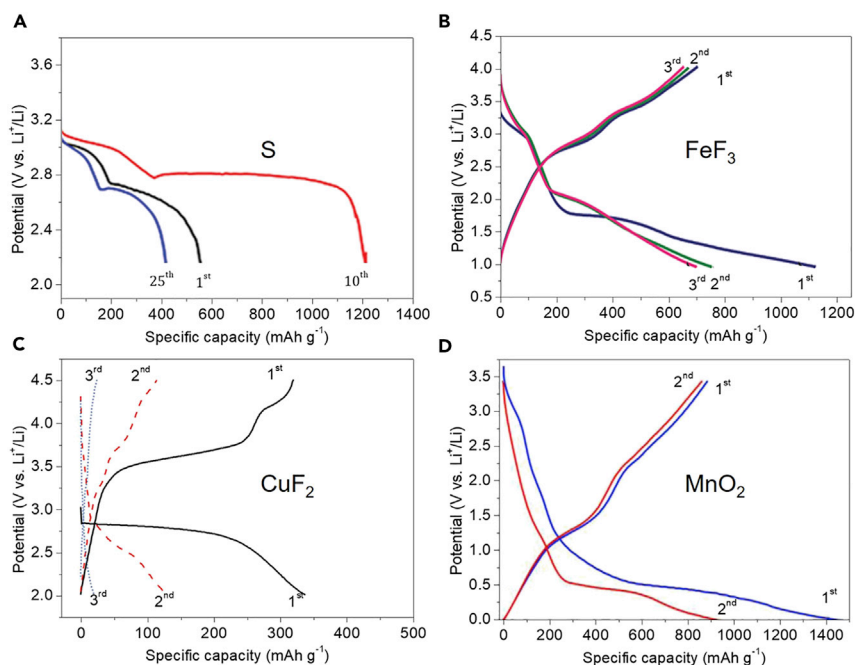 A
3.6
3.2
2.8
2.4
2.0
Potential (V vs. Li⁺/Li)
S
25ᵗʰ
1ˢᵗ
10ᵗʰ
0 200 400 600 800 1000 1200 1400
Specific capacity (mAh g⁻¹)
B
4.5
4.0
3.5
3.0
2.5
2.0
1.5
1.0
0.5
Potential (V vs. Li⁺/Li)
3ʳᵈ 2ⁿᵈ
1ˢᵗ
FeF₃
3ʳᵈ 2ⁿᵈ 1ˢᵗ
0 200 400 600 800 1000 1200
Specific capacity (mAh g⁻¹)
C
4.5
4.0
3.5
3.0
2.5
2.0
Potential (V vs. Li⁺/Li)
3ʳᵈ 2ⁿᵈ 1ˢᵗ
CuF₂
3ʳᵈ 2ⁿᵈ 1ˢᵗ
0 100 200 300 400 500
Specific capacity (mAh g⁻¹)
D
3.5
3.0
2.5
2.0
1.5
1.0
0.5
0.0
Potential (V vs. Li⁺/Li)
2ⁿᵈ
1ˢᵗ
MnO₂
2ⁿᵈ
1ˢᵗ
0 200 400 600 800 1000 1200 1400
Specific capacity (mAh g⁻¹)